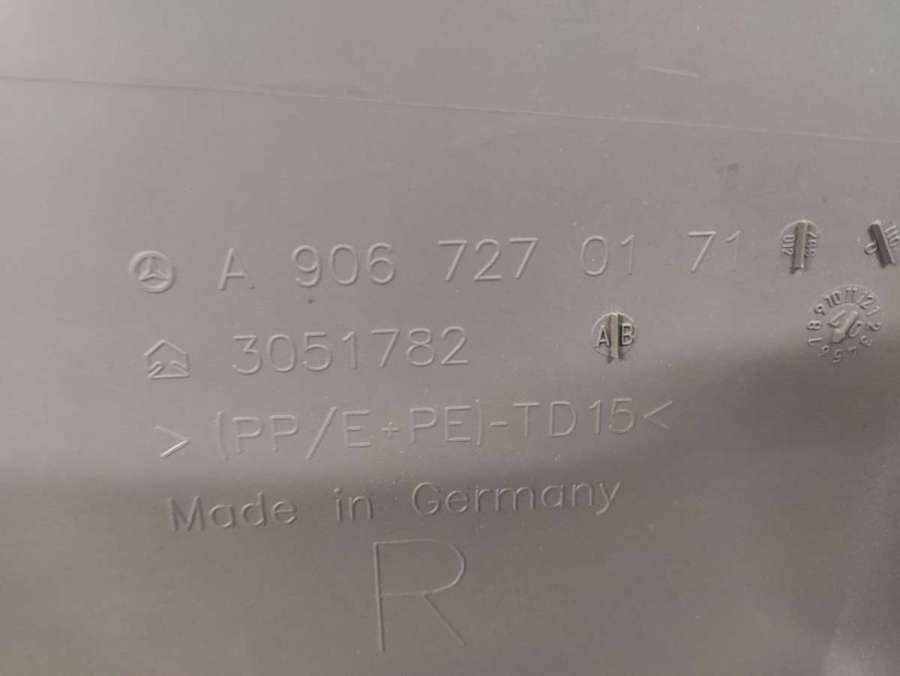 A 906 727 01 71
3051782
A B
>(PP/E+PE)-TD15<
Made in Germany
R